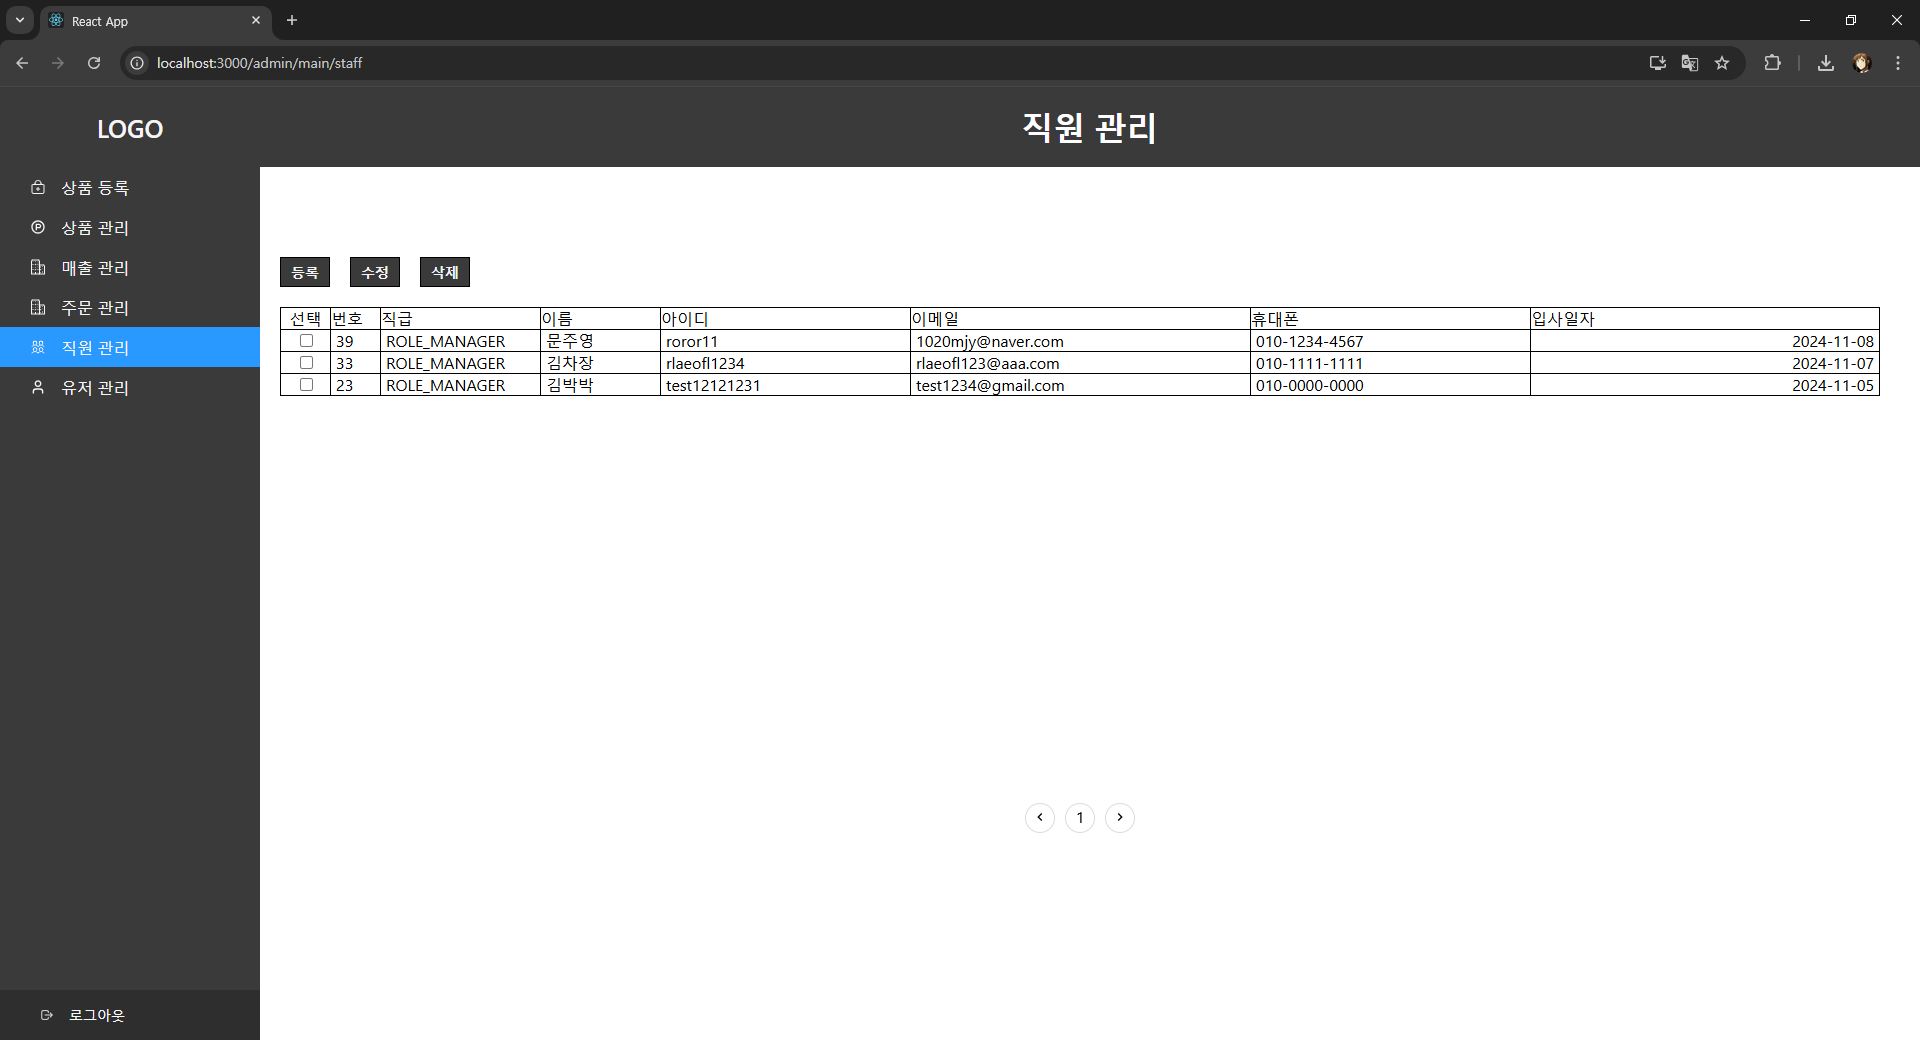 React App
localhost:3000/admin/main/staff
LOGO
직원 관리
상품 등록
상품 관리
매출 관리
주문 관리
직원 관리
유저 관리
로그아웃
등록 수정 삭제
선택 번호 직급 이름 아이디 이메일 휴대폰 입사일자
39 ROLE_MANAGER 문주영 roror11 1020mjy@naver.com 010-1234-4567 2024-11-08
33 ROLE_MANAGER 김차장 rlaeofl1234 rlaeofl123@aaa.com 010-1111-1111 2024-11-07
23 ROLE_MANAGER 김박박 test12121231 test1234@gmail.com 010-0000-0000 2024-11-05
1